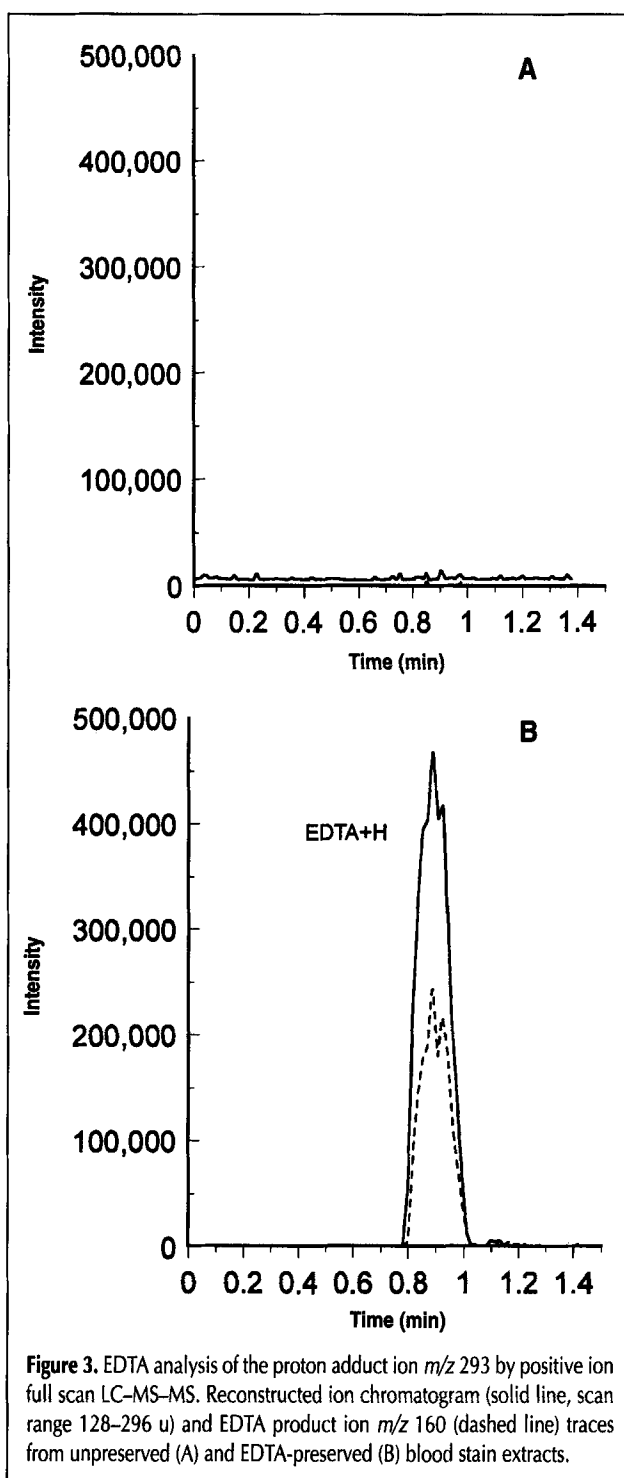 A
500,000
400,000
300,000
200,000
100,000
0
Intensity
0 0.2 0.4 0.6 0.8 1 1.2 1.4
Time (min)
B
500,000
400,000
300,000
200,000
100,000
0
Intensity
EDTA+H
0 0.2 0.4 0.6 0.8 1 1.2 1.4
Time (min)
Figure 3. EDTA analysis of the proton adduct ion m/z 293 by positive ion
full scan LC–MS–MS. Reconstructed ion chromatogram (solid line, scan
range 128–296 u) and EDTA product ion m/z 160 (dashed line) traces
from unpreserved (A) and EDTA-preserved (B) blood stain extracts.